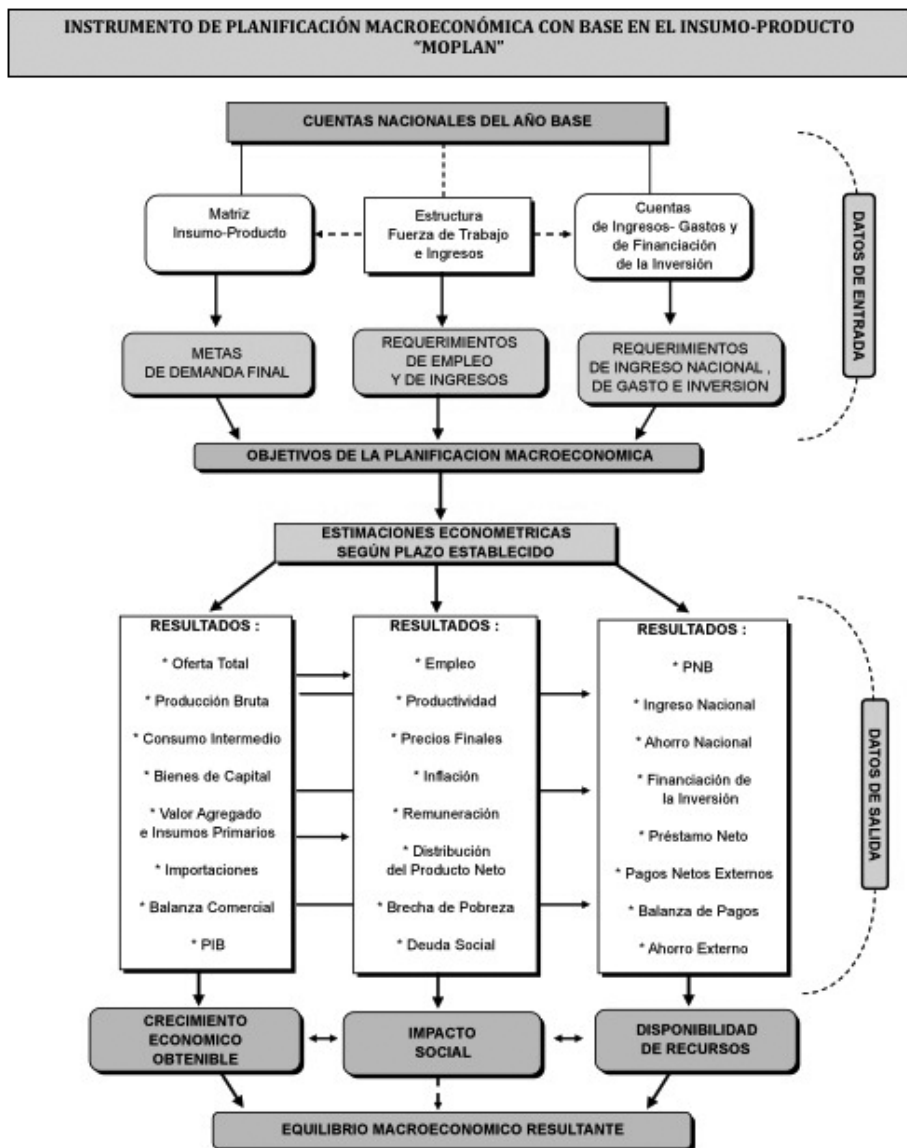 INSTRUMENTO DE PLANIFICACIÓN MACROECONÓMICA CON BASE EN EL INSUMO-PRODUCTO
“MOPLAN”
CUENTAS NACIONALES DEL AÑO BASE
Matriz
Insumo-Producto
Estructura
Fuerza de Trabajo
e Ingresos
Cuentas
de Ingresos- Gastos y
de Financiación
de la Inversión
METAS
DE DEMANDA FINAL
REQUERIMIENTOS
DE EMPLEO
Y DE INGRESOS
REQUERIMIENTOS
DE INGRESO NACIONAL ,
DE GASTO E INVERSION
DATOS DE ENTRADA
OBJETIVOS DE LA PLANIFICACION MACROECONOMICA
ESTIMACIONES ECONOMETRICAS
SEGÚN PLAZO ESTABLECIDO
RESULTADOS :
* Oferta Total
* Producción Bruta
* Consumo Intermedio
* Bienes de Capital
* Valor Agregado
e Insumos Primarios
* Importaciones
* Balanza Comercial
* PIB
RESULTADOS :
* Empleo
* Productividad
* Precios Finales
* Inflación
* Remuneración
* Distribución
del Producto Neto
* Brecha de Pobreza
* Deuda Social
RESULTADOS :
* PNB
* Ingreso Nacional
* Ahorro Nacional
* Financiación de
la Inversión
* Préstamo Neto
* Pagos Netos Externos
* Balanza de Pagos
* Ahorro Externo
DATOS DE SALIDA
CRECIMIENTO
ECONOMICO
OBTENIBLE
IMPACTO
SOCIAL
DISPONIBILIDAD
DE RECURSOS
EQUILIBRIO MACROECONOMICO RESULTANTE